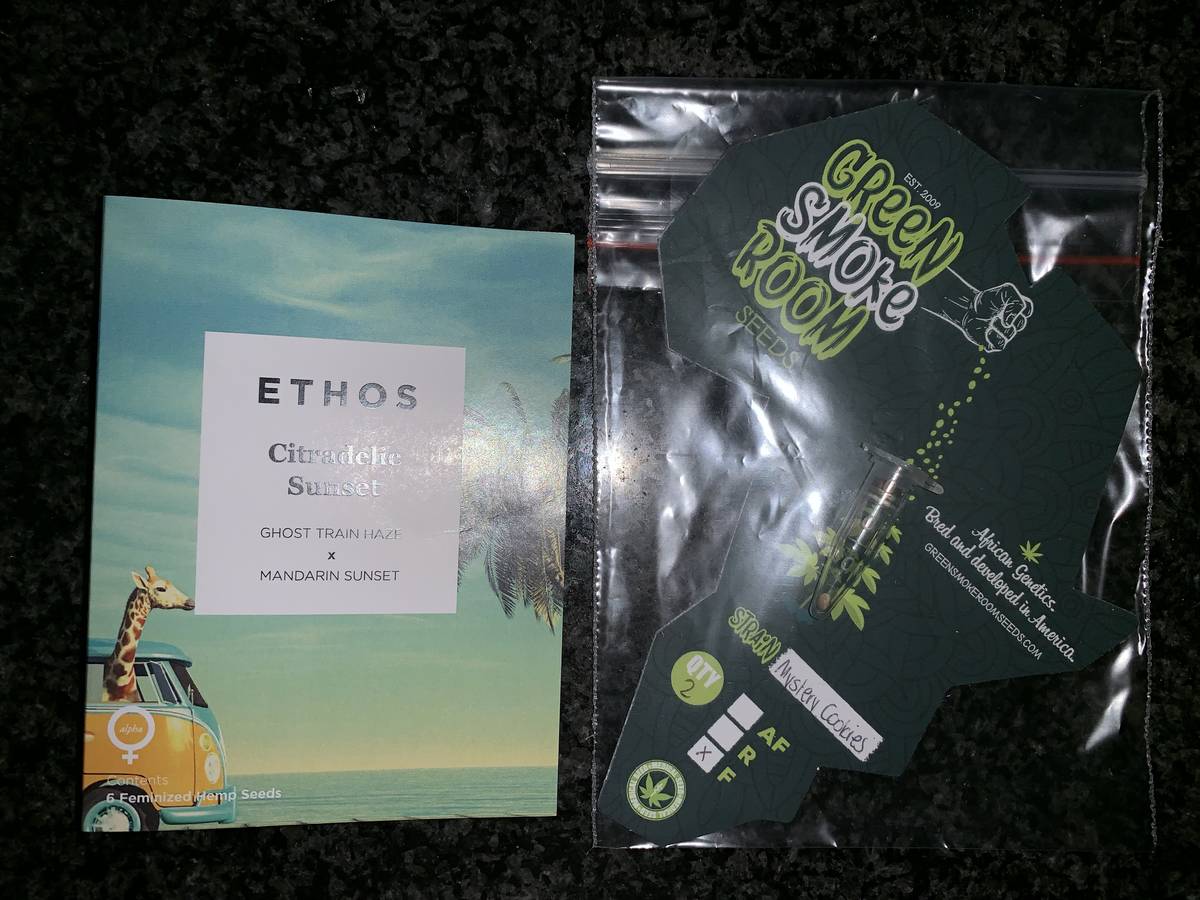 ETHOS
Citradelic
Sunset
GHOST TRAIN HAZE
x
MANDARIN SUNSET
alpha
Contents
6 Feminized Hemp Seeds
EST. 2009
GREEN
SMOKE
ROOM
SEEDS
African Genetics.
Bred and developed in America.
GREENSMOKEROOMSEEDS.COM
STRAIN
Mystery Cookies
QTY
2
AF
R
x F